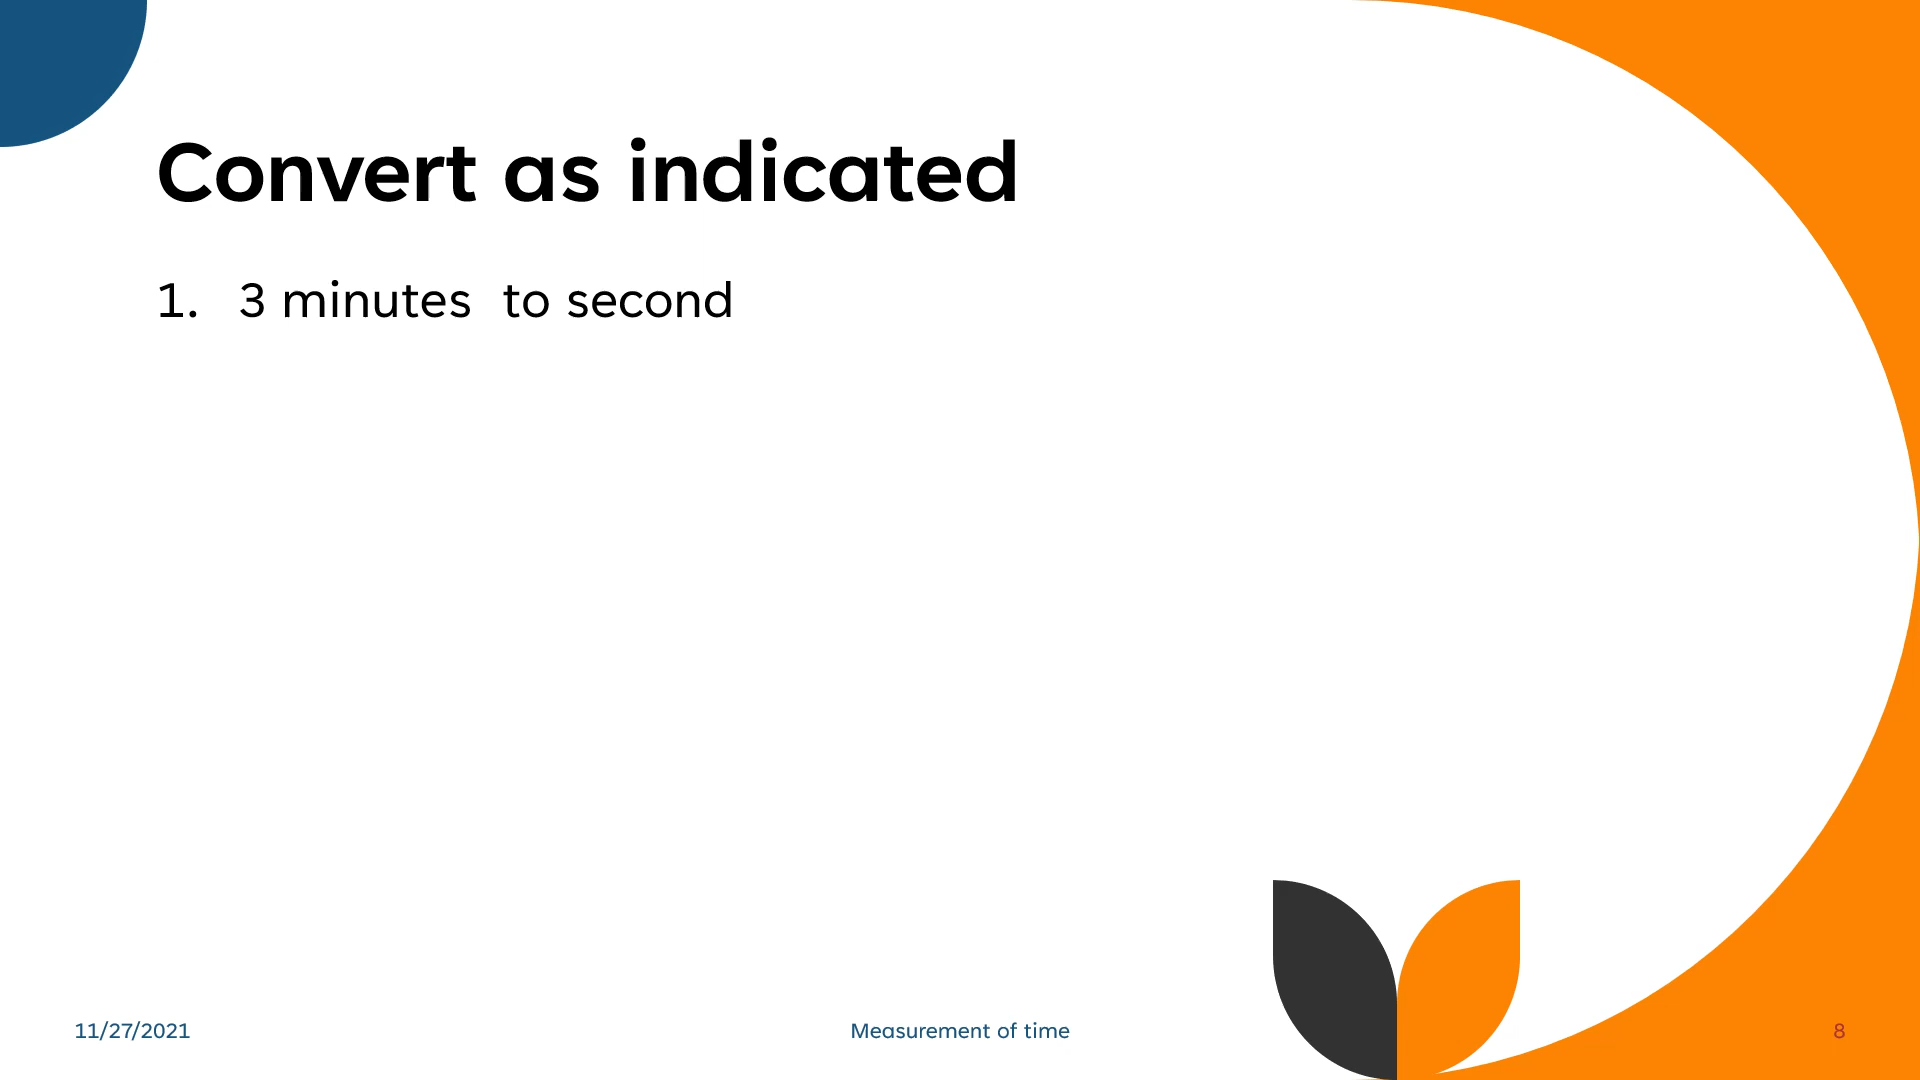 Convert as indicated
1. 3 minutes to second
11/27/2021
Measurement of time
8